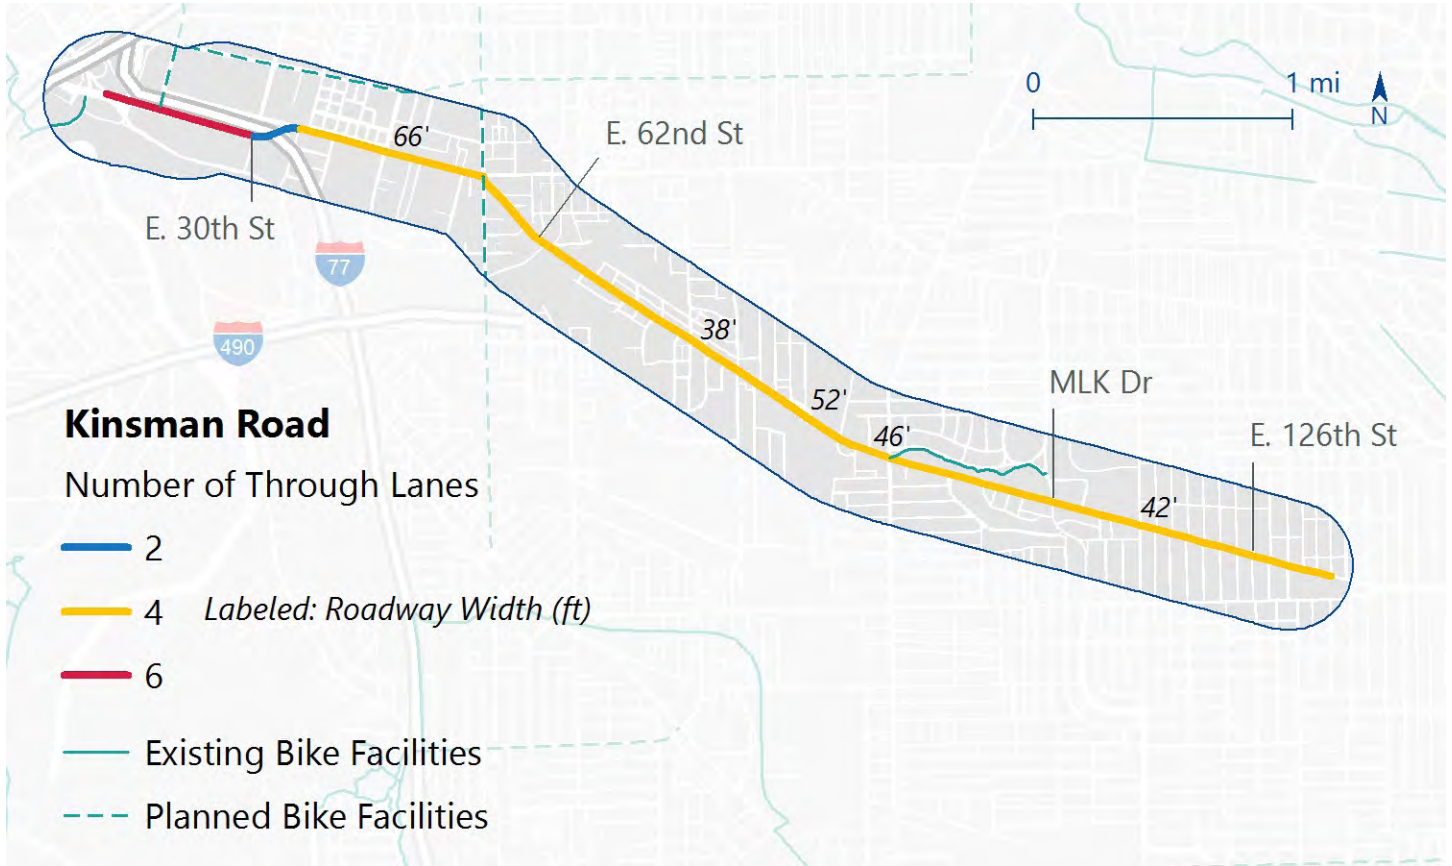 0 1 mi
N
66'
E. 62nd St
E. 30th St
77
490
38'
MLK Dr
52'
46'
E. 126th St
42'
Kinsman Road
Number of Through Lanes
2
4 Labeled: Roadway Width (ft)
6
Existing Bike Facilities
Planned Bike Facilities